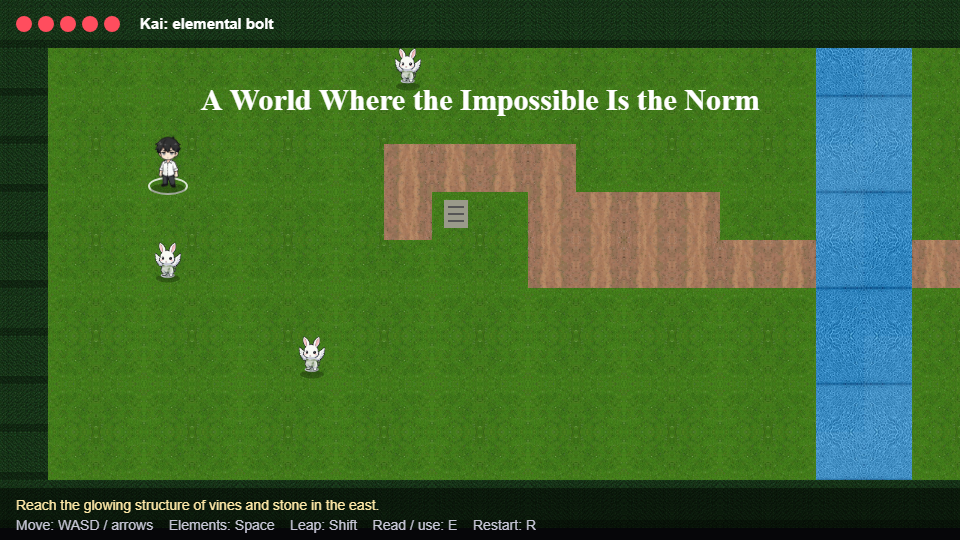 Kai: elemental bolt
A World Where the Impossible Is the Norm
Reach the glowing structure of vines and stone in the east.
Move: WASD / arrows Elements: Space Leap: Shift Read / use: E Restart: R